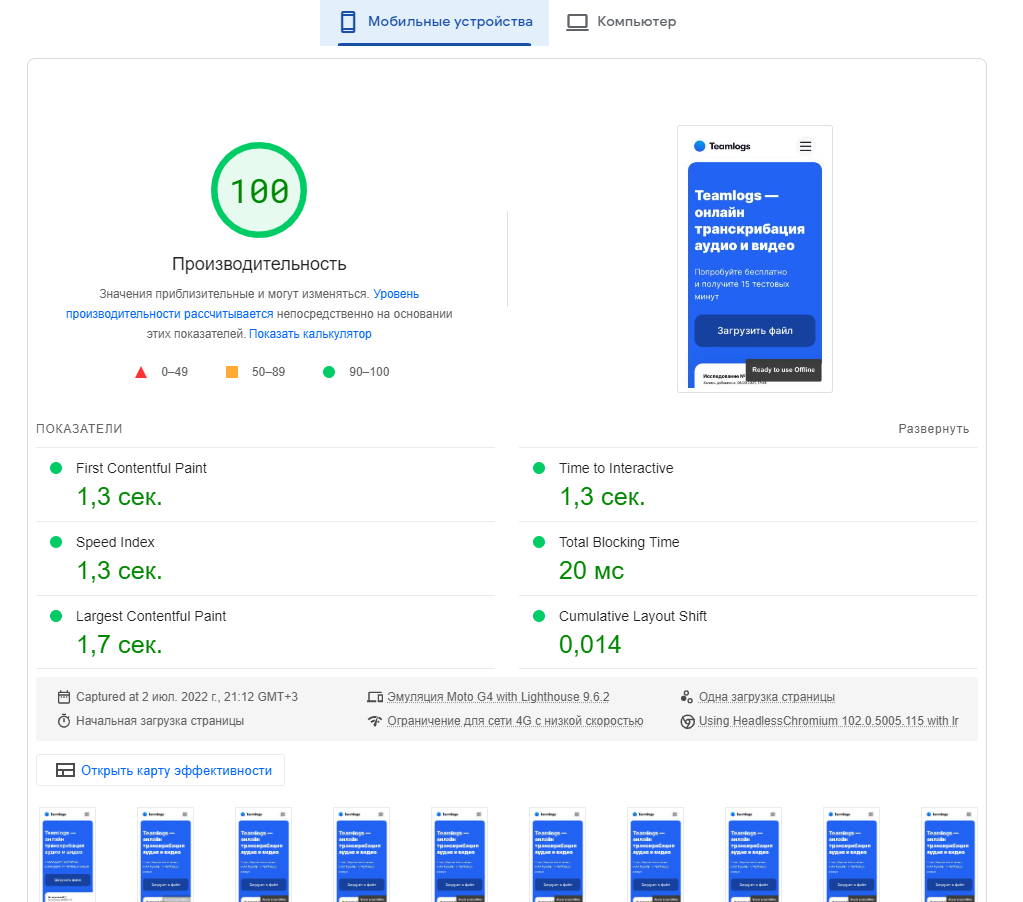 Мобильные устройства
Компьютер
100
Производительность
Значения приблизительные и могут изменяться. Уровень
производительности рассчитывается непосредственно на основании
этих показателей. Показать калькулятор
0–49
50–89
90–100
Teamlogs
Teamlogs —
онлайн
транскрибация
аудио и видео
Попробуйте бесплатно
и получите 15 тестовых
минут
Загрузить файл
Исследование №
Ready to use Offline
ПОКАЗАТЕЛИ
Развернуть
First Contentful Paint
1,3 сек.
Time to Interactive
1,3 сек.
Speed Index
1,3 сек.
Total Blocking Time
20 мс
Largest Contentful Paint
1,7 сек.
Cumulative Layout Shift
0,014
Captured at 2 июл. 2022 г., 21:12 GMT+3
Эмуляция Moto G4 with Lighthouse 9.6.2
Одна загрузка страницы
Начальная загрузка страницы
Ограничение для сети 4G с низкой скоростью
Using HeadlessChromium 102.0.5005.115 with lr
Открыть карту эффективности